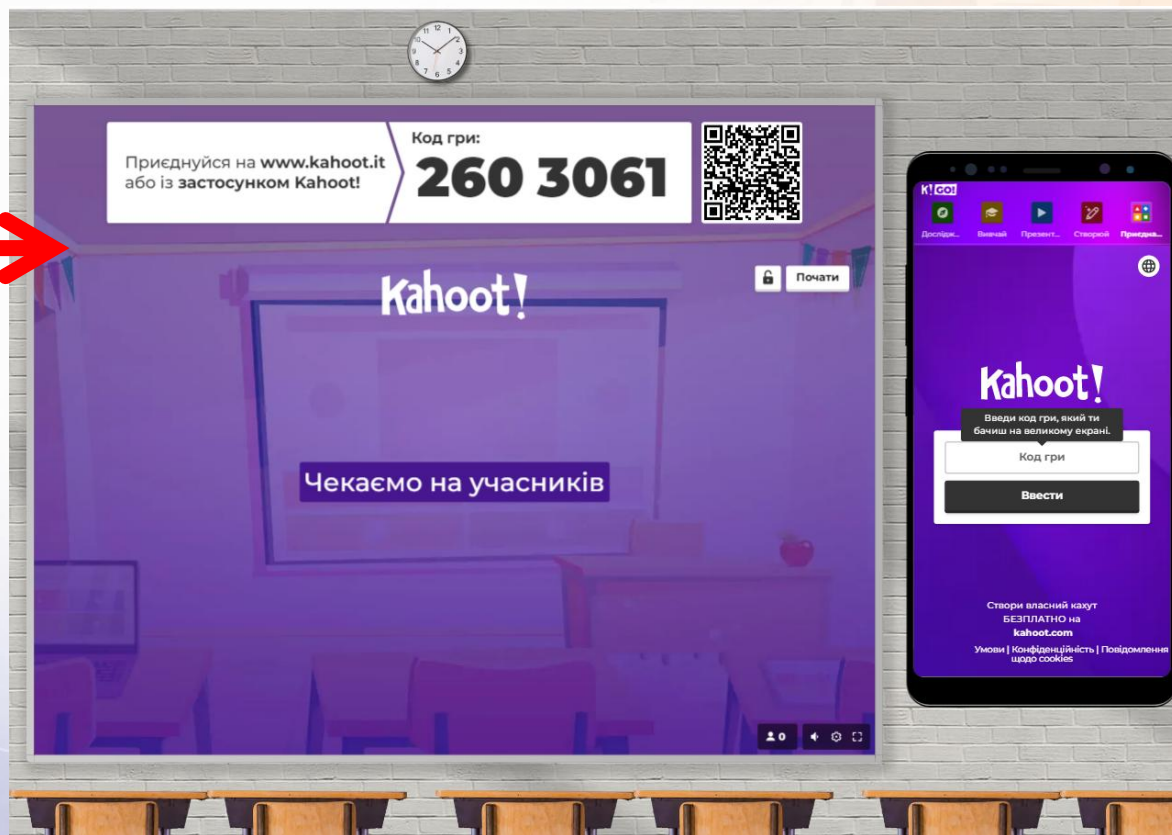 Приєднуйся на www.kahoot.it
або із застосунком Kahoot!
Код гри:
260 3061
Kahoot!
Почати
Чекаємо на учасників
0
K! GO!
Дослідж...
Вивчай
Презент...
Створюй
Приєдна...
Kahoot!
Введи код гри, який ти
бачиш на великому екрані.
Код гри
Ввести
Створи власний кахут
БЕЗПЛАТНО на
kahoot.com
Умови | Конфіденційність | Повідомлення
щодо cookies